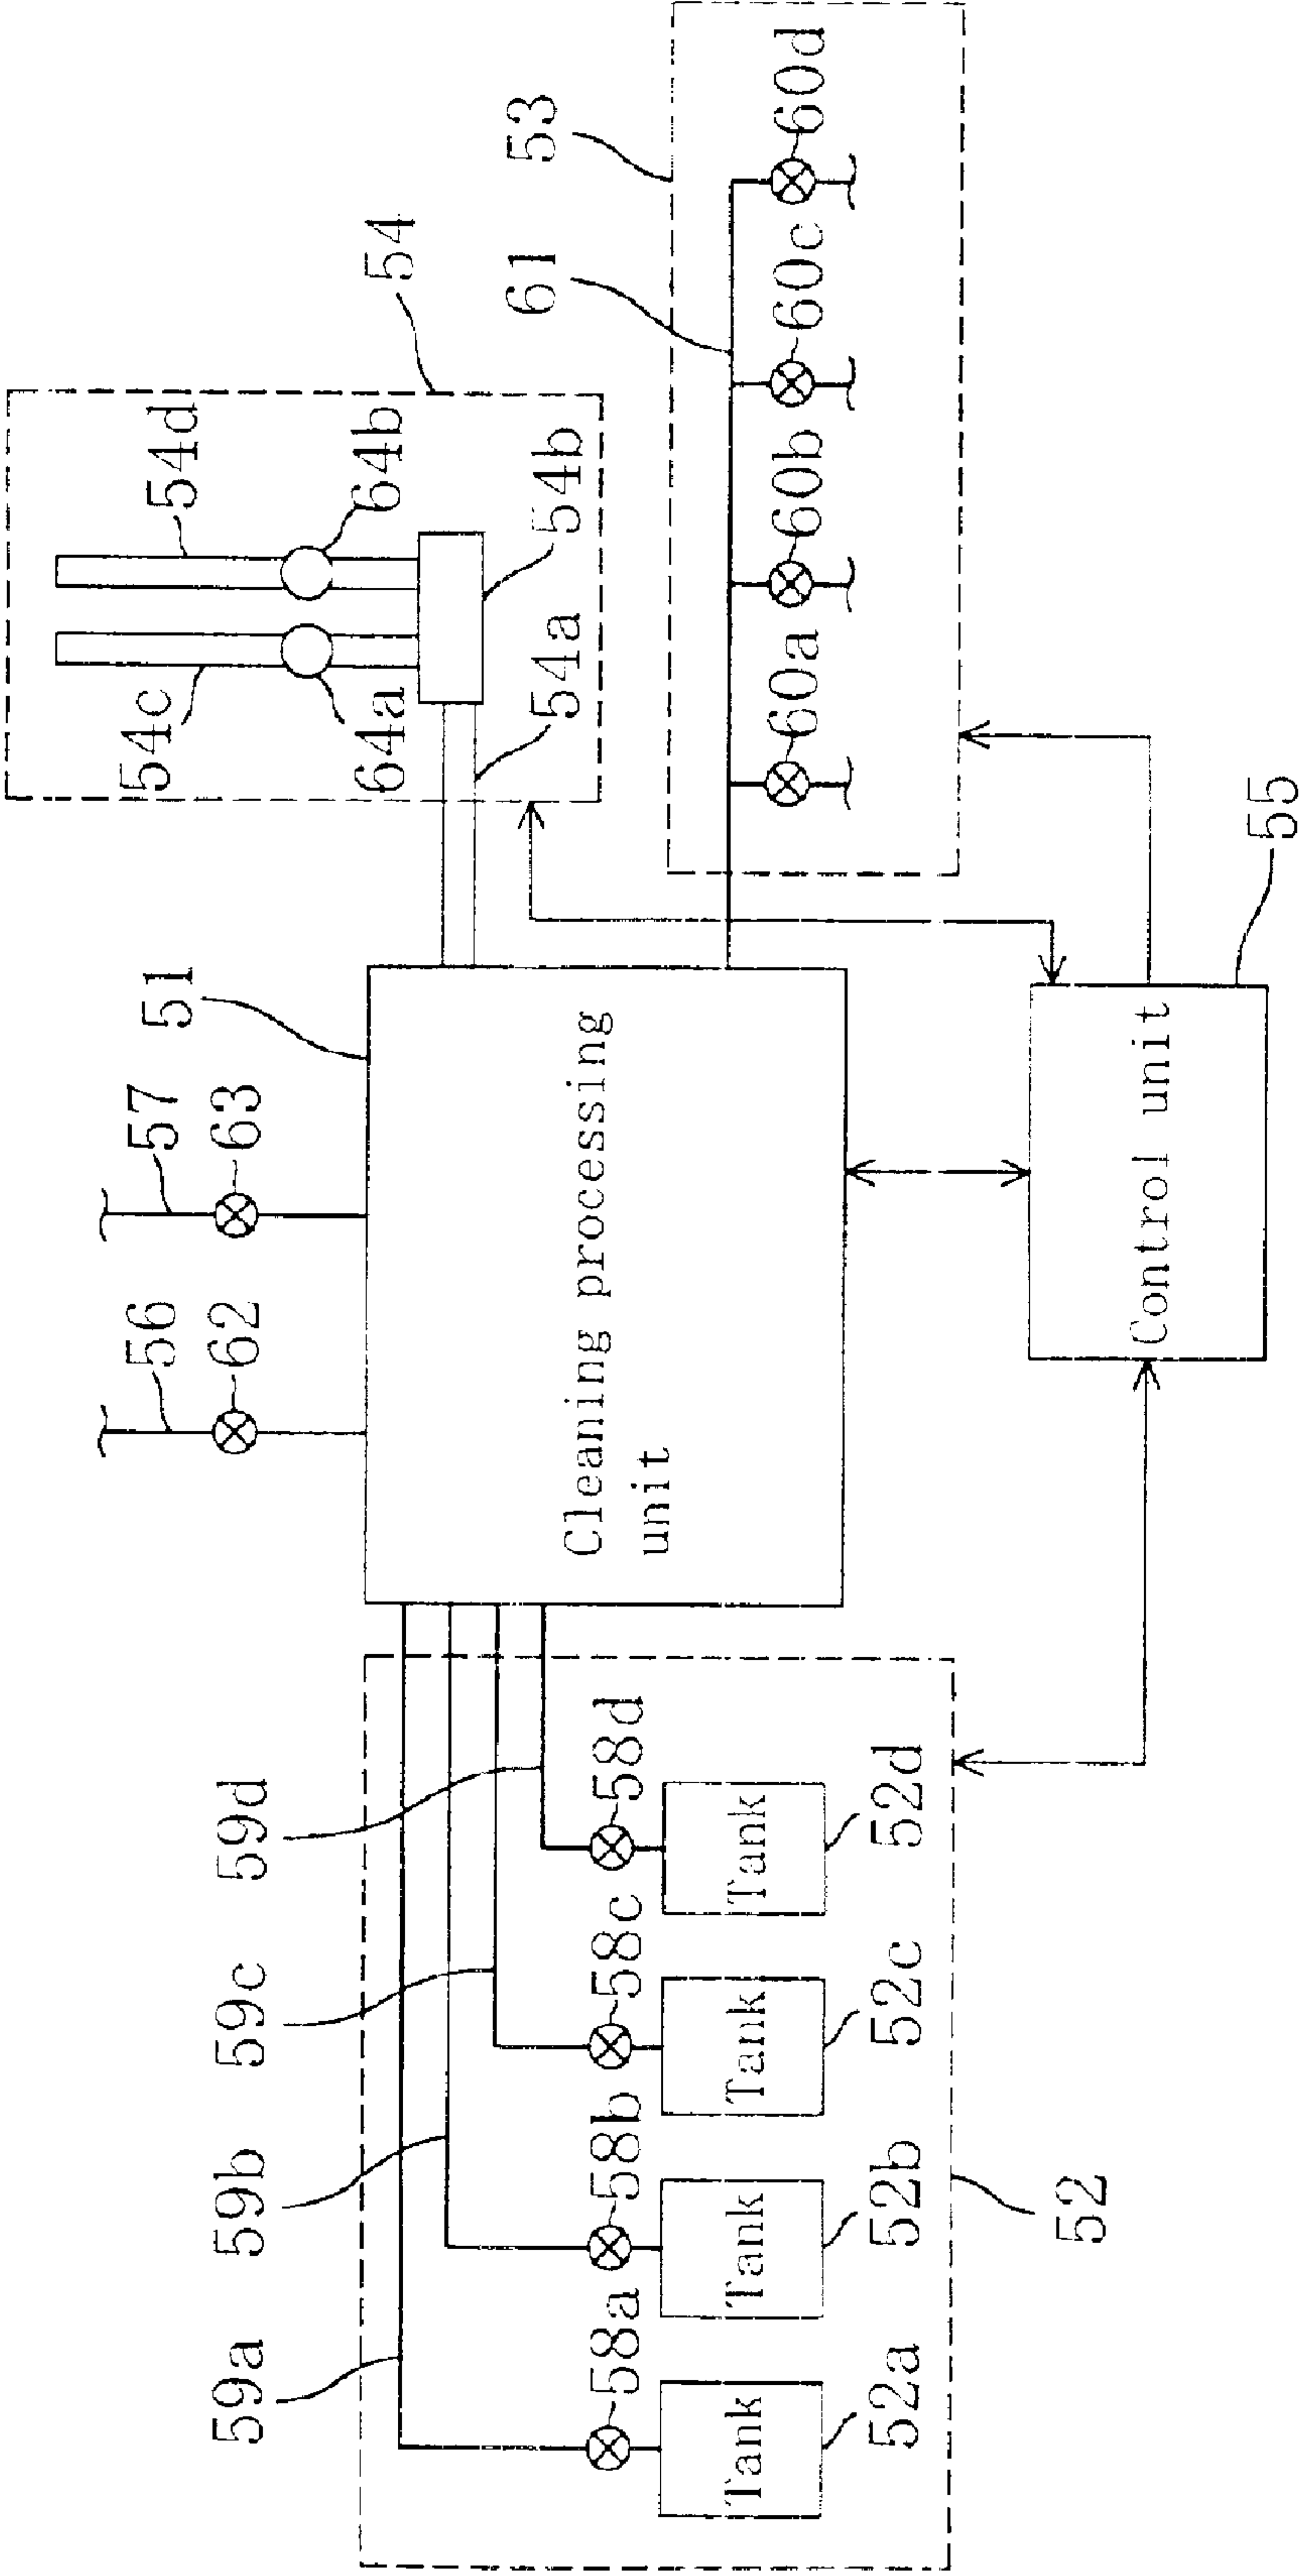 56
57
54c
54d
51
59a
59b
59c
59d
62
63
64a
64b
54
54a
54b
61
53
Cleaning processing
unit
58a
58b
58c
58d
60a
60b
60c
60d
Tank
Tank
Tank
Tank
52a
52b
52c
52d
52
Control unit
55